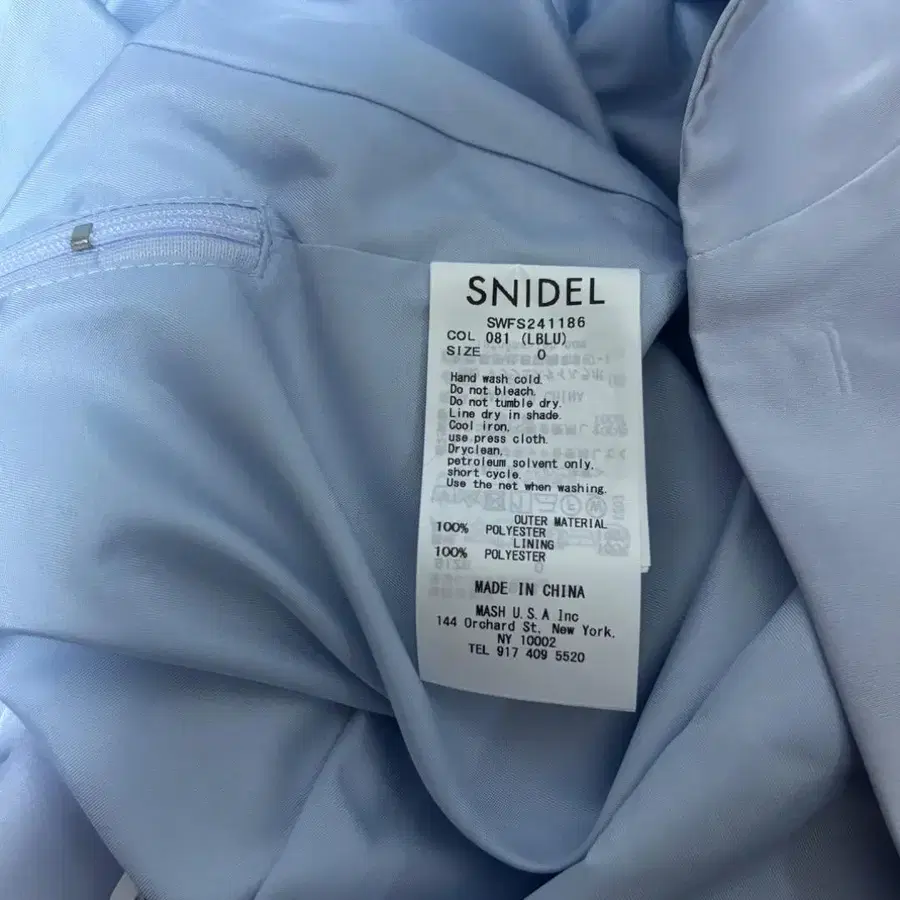 SNIDEL
SWFS241186
COL 081 (LBLU)
SIZE 0
Hand wash cold.
Do not bleach.
Do not tumble dry.
Line dry in shade.
Cool iron,
use press cloth.
Dryclean,
petroleum solvent only,
short cycle.
Use the net when washing.
OUTER MATERIAL
100% POLYESTER
LINING
100% POLYESTER
MADE IN CHINA
MASH U.S.A Inc
144 Orchard St, New York,
NY 10002
TEL 917 409 5520